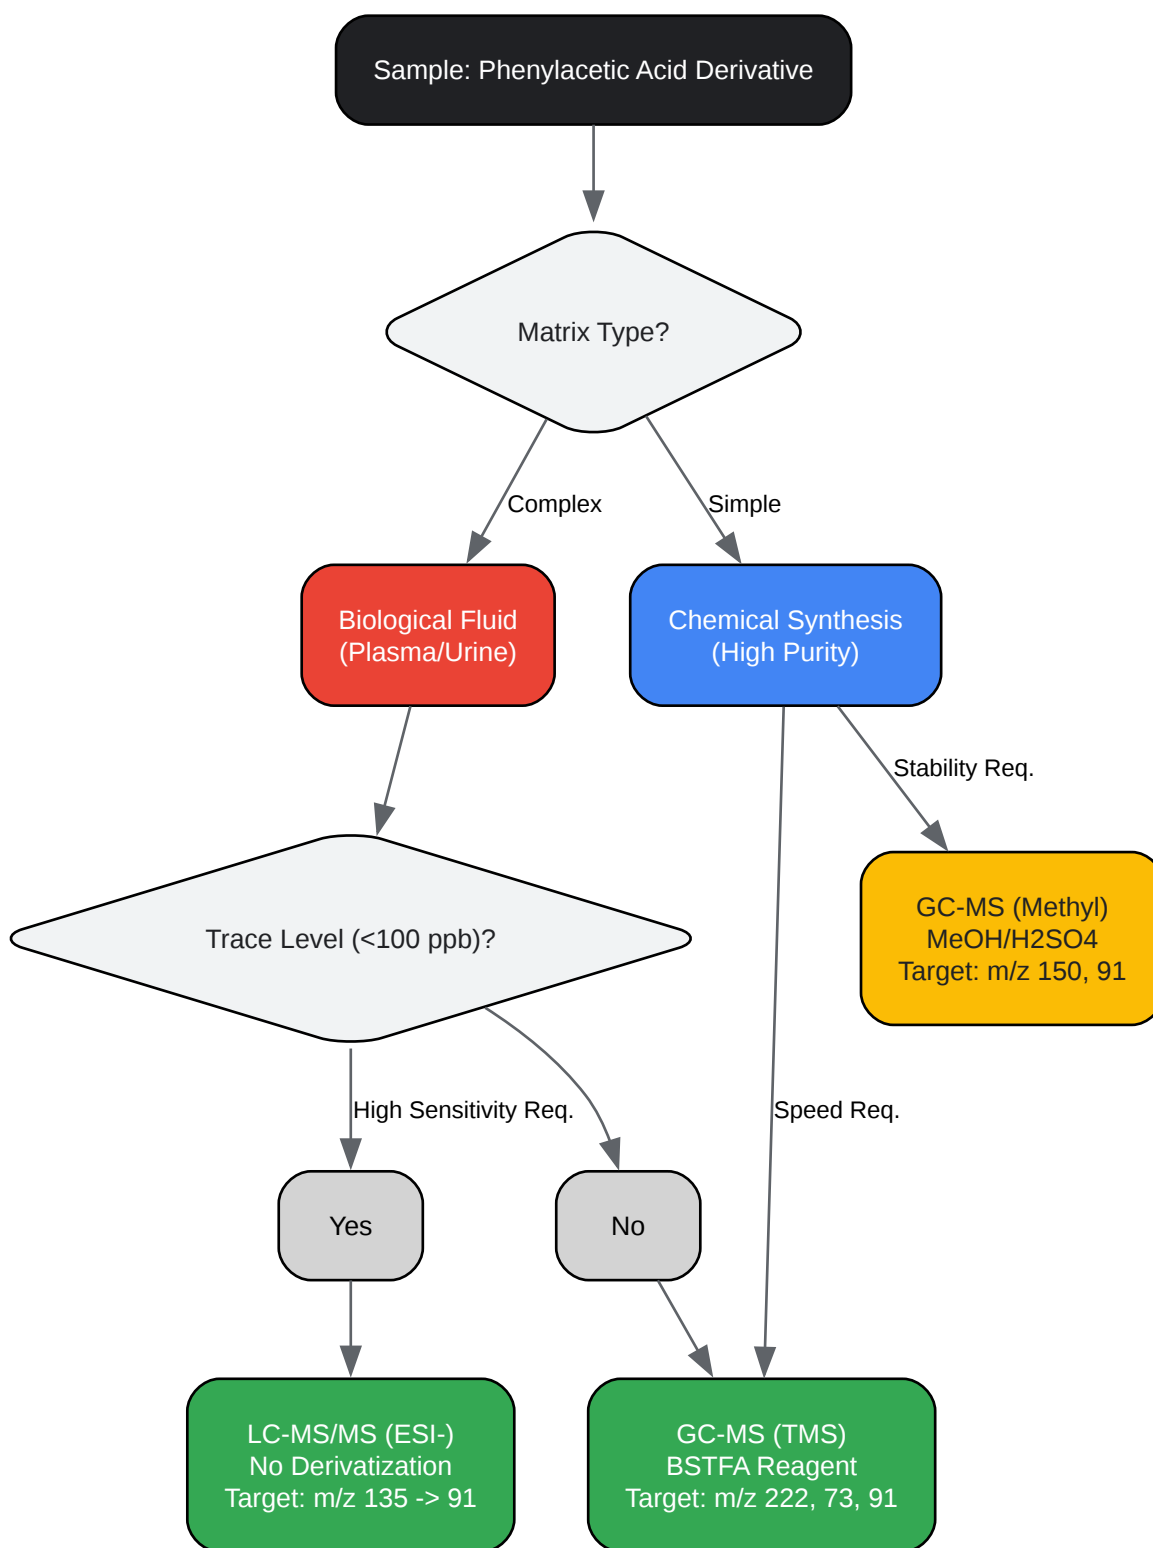 Sample: Phenylacetic Acid Derivative
Matrix Type?
Complex
Simple
Biological Fluid
(Plasma/Urine)
Chemical Synthesis
(High Purity)
Stability Req.
GC-MS (Methyl)
MeOH/H2SO4
Target: m/z 150, 91
Trace Level (<100 ppb)?
High Sensitivity Req.
Speed Req.
Yes
No
LC-MS/MS (ESI-)
No Derivatization
Target: m/z 135 -> 91
GC-MS (TMS)
BSTFA Reagent
Target: m/z 222, 73, 91